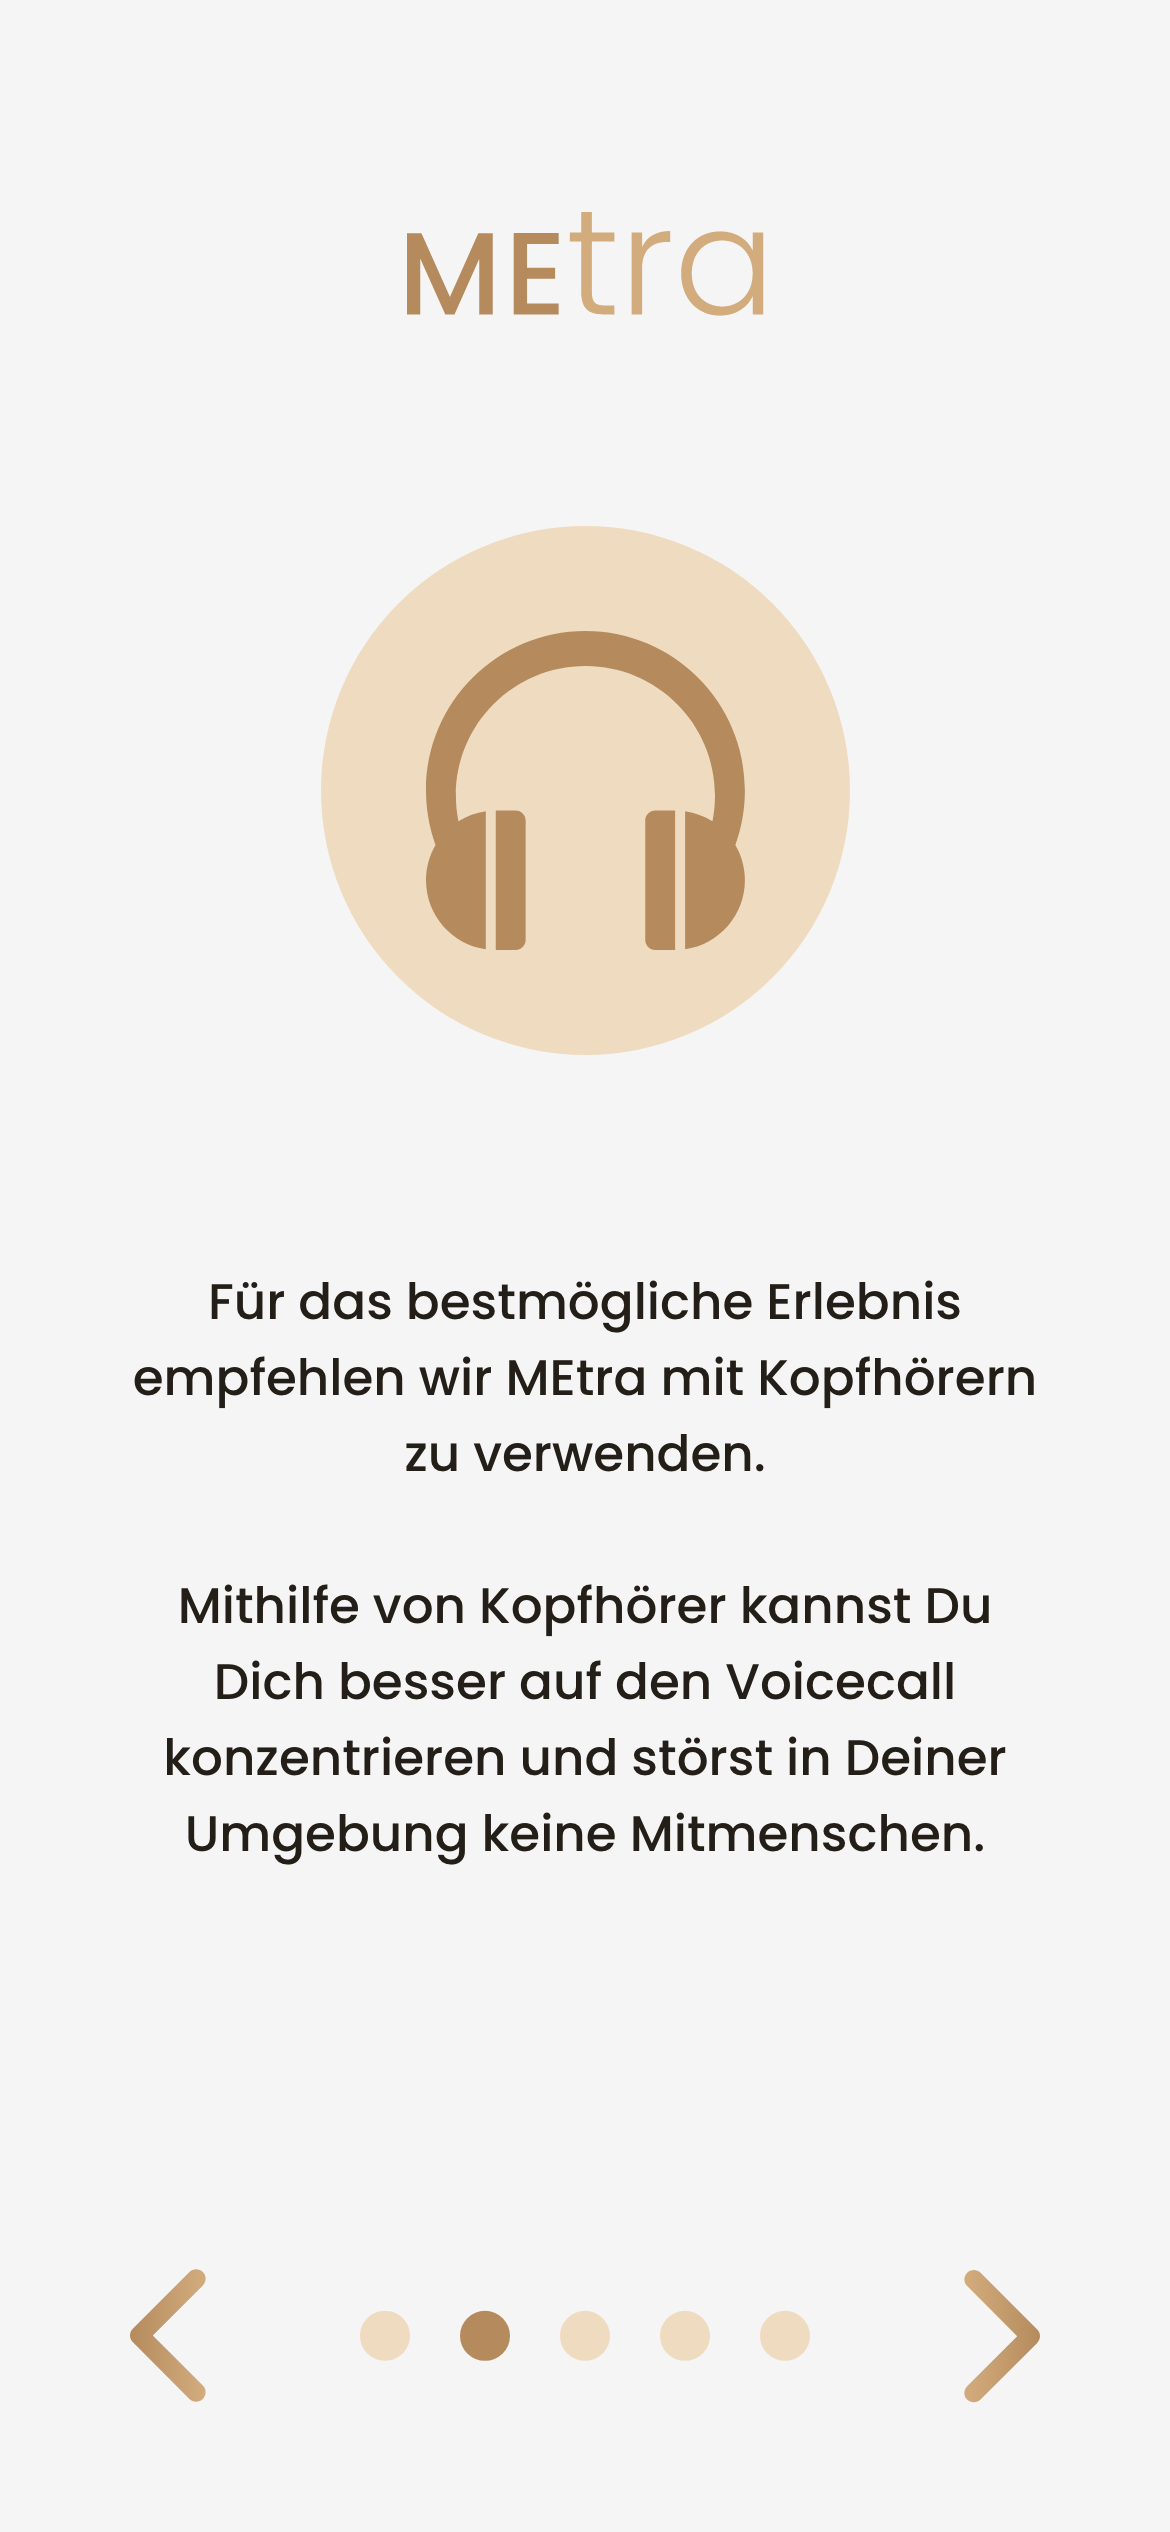 MEtra
Für das bestmögliche Erlebnis
empfehlen wir MEtra mit Kopfhörern
zu verwenden.
Mithilfe von Kopfhörer kannst Du
Dich besser auf den Voicecall
konzentrieren und störst in Deiner
Umgebung keine Mitmenschen.